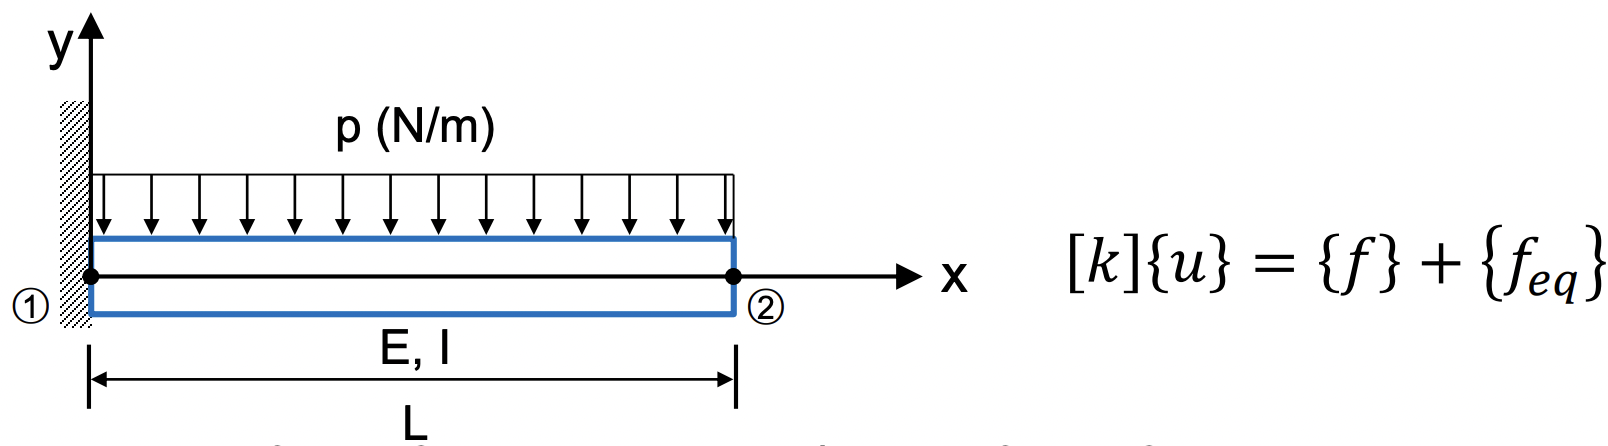 y
p (N/m)
x
① ②
E, I
L
[k]{u} = {f} + {f_eq}